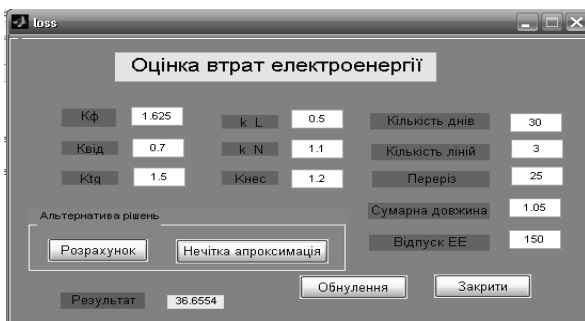 loss
Оцінка втрат електроенергії
Кф 1.625 k L 0.5 Кількість днів 30
Квід 0.7 k N 1.1 Кількість ліній 3
Ktg 1.5 Кнес 1.2 Переріз 25
Сумарна довжина 1.05
Альтернатива рішень
Розрахунок Нечітка апроксимація Відпуск ЕЕ 150
Обнулення Закрити
Результат 36.6554